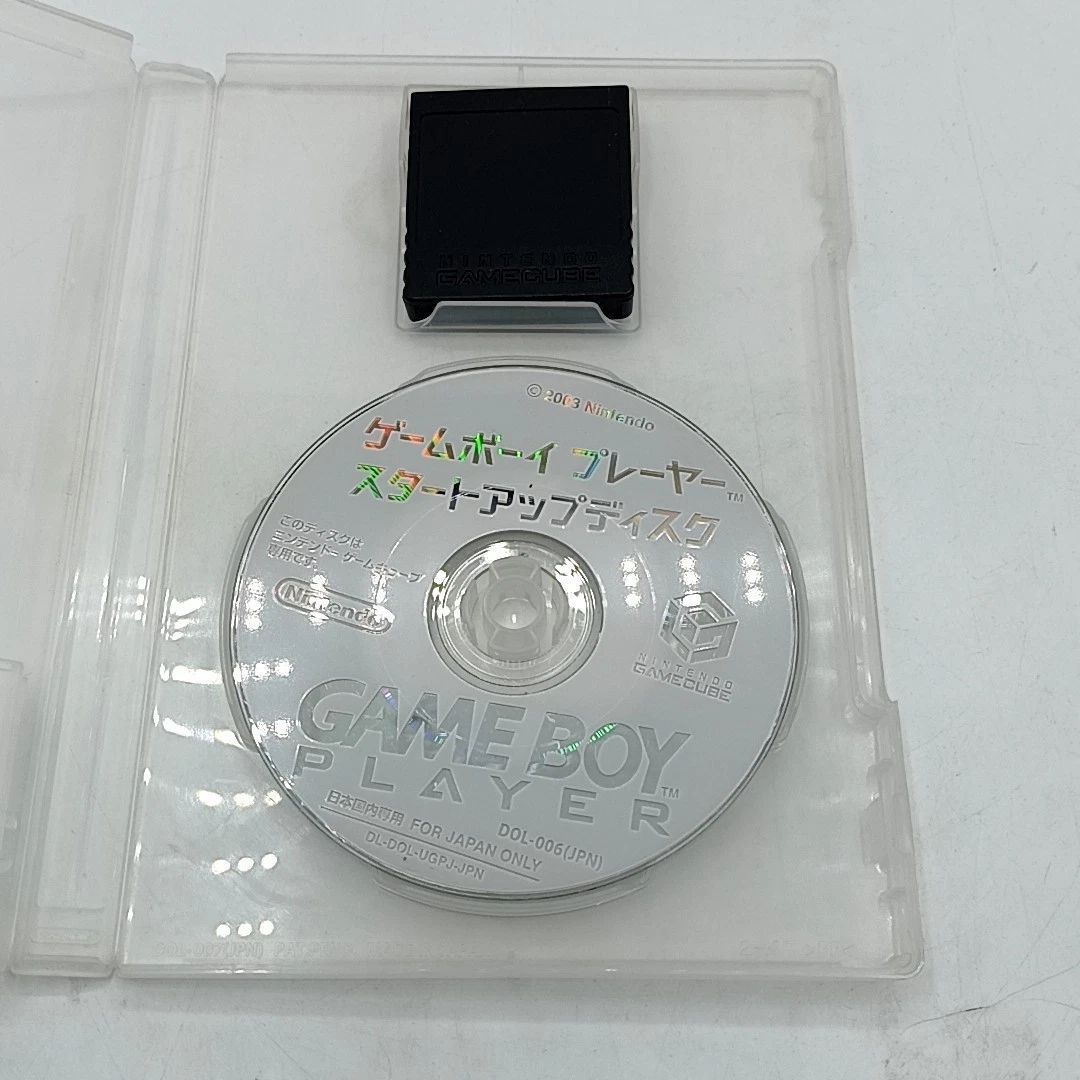 NINTENDO
GAMECUBE
© 2003 Nintendo
ゲームボーイ プレーヤー™
スタートアップディスク
このディスクは
ニンテンドー ゲームキューブ
専用です。
Nintendo
NINTENDO
GAMECUBE
GAME BOY
PLAYER™
日本国内専用 FOR JAPAN ONLY
DOL-006(JPN)
DL-DOL-UGPJ-JPN